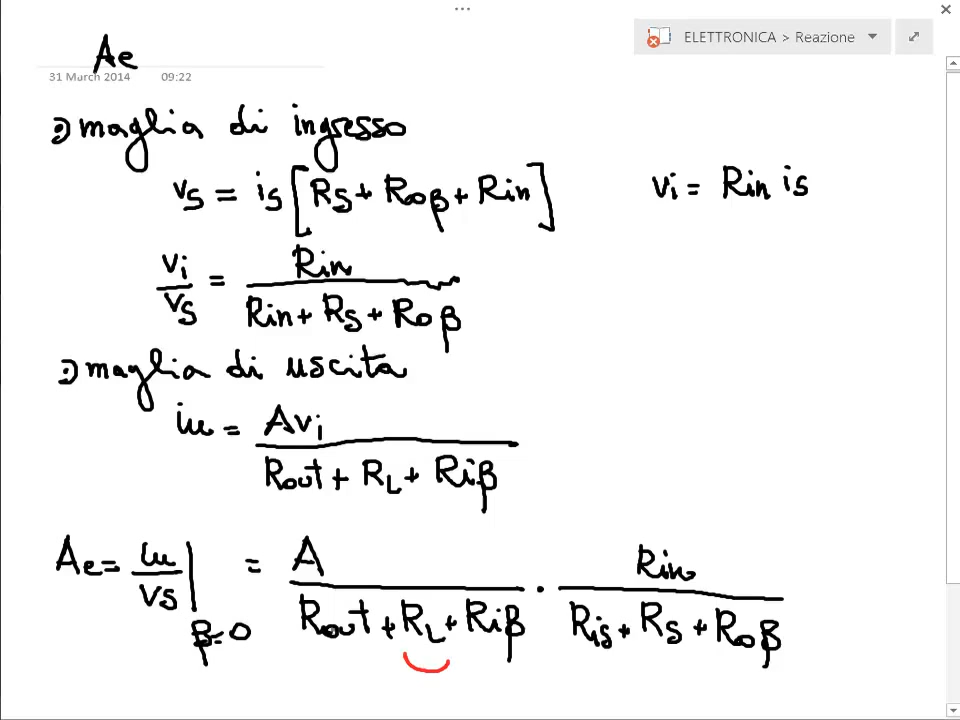 ELETTRONICA > Reazione
Ae
31 March 2014 09:22
:) maglia di ingresso
vs = is [Rs + Roβ + Rin] vi = Rin is
vi/vs = Rin / (Rin + Rs + Roβ)
:) maglia di uscita
iu = Avi / (Rout + RL + Riβ)
Ae = iu/vs |β=0 = A / (Rout + RL + Riβ) · Rin / (Ris + Rs + Roβ)